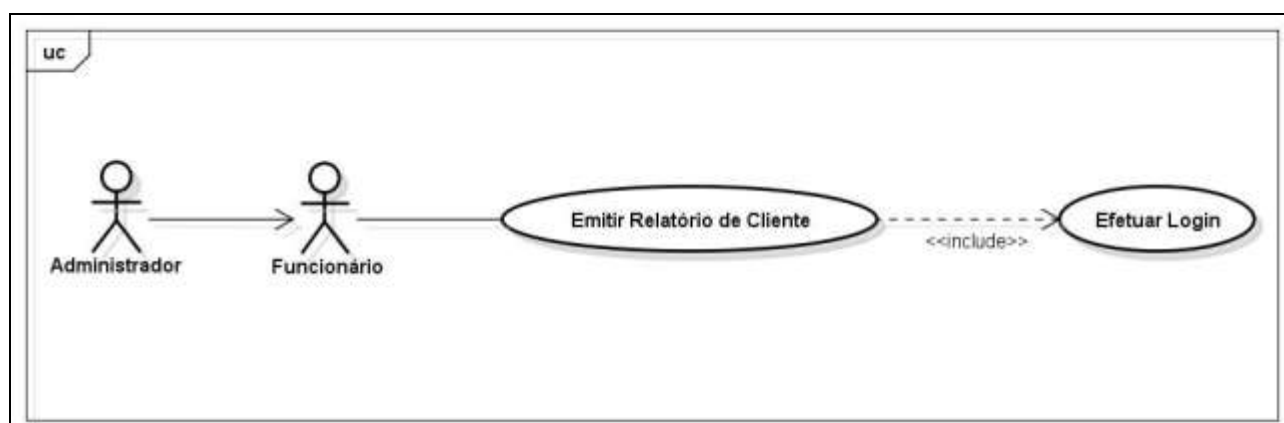 uc
Emitir Relatório de Cliente
Efetuar Login
<<include>>
Administrador
Funcionário